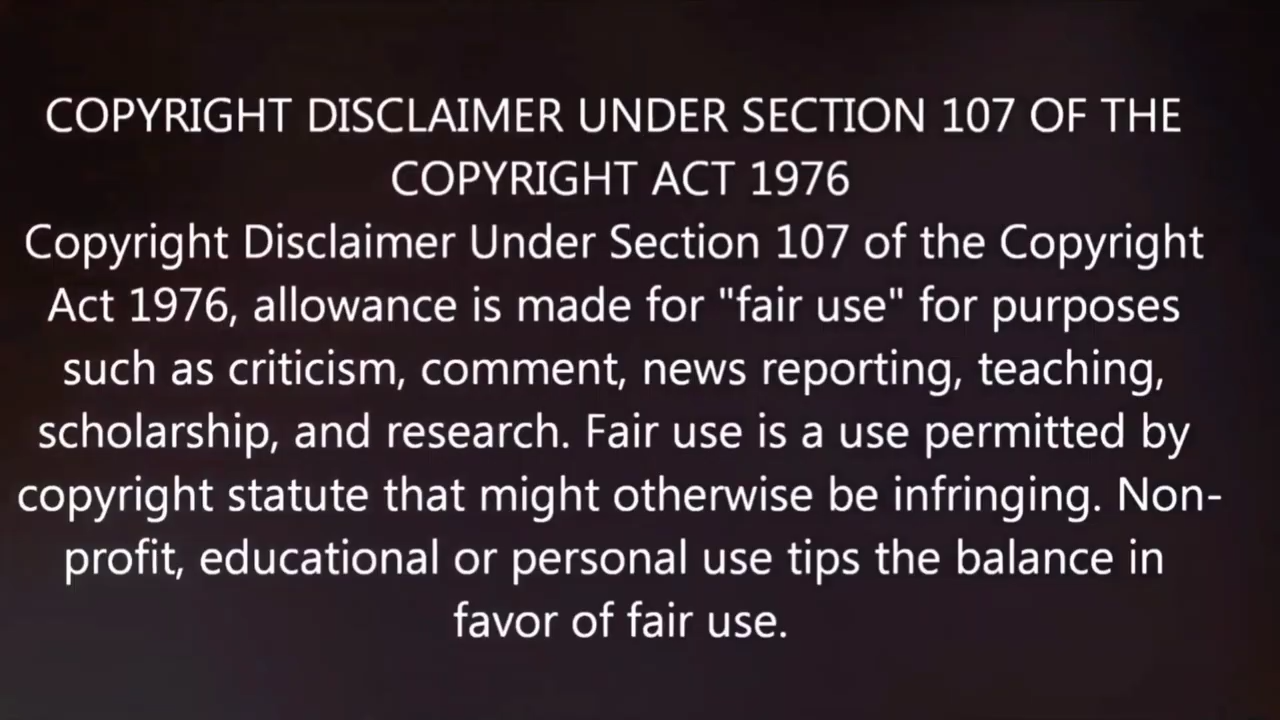 COPYRIGHT DISCLAIMER UNDER SECTION 107 OF THE
COPYRIGHT ACT 1976
Copyright Disclaimer Under Section 107 of the Copyright
Act 1976, allowance is made for "fair use" for purposes
such as criticism, comment, news reporting, teaching,
scholarship, and research. Fair use is a use permitted by
copyright statute that might otherwise be infringing. Non-
profit, educational or personal use tips the balance in
favor of fair use.